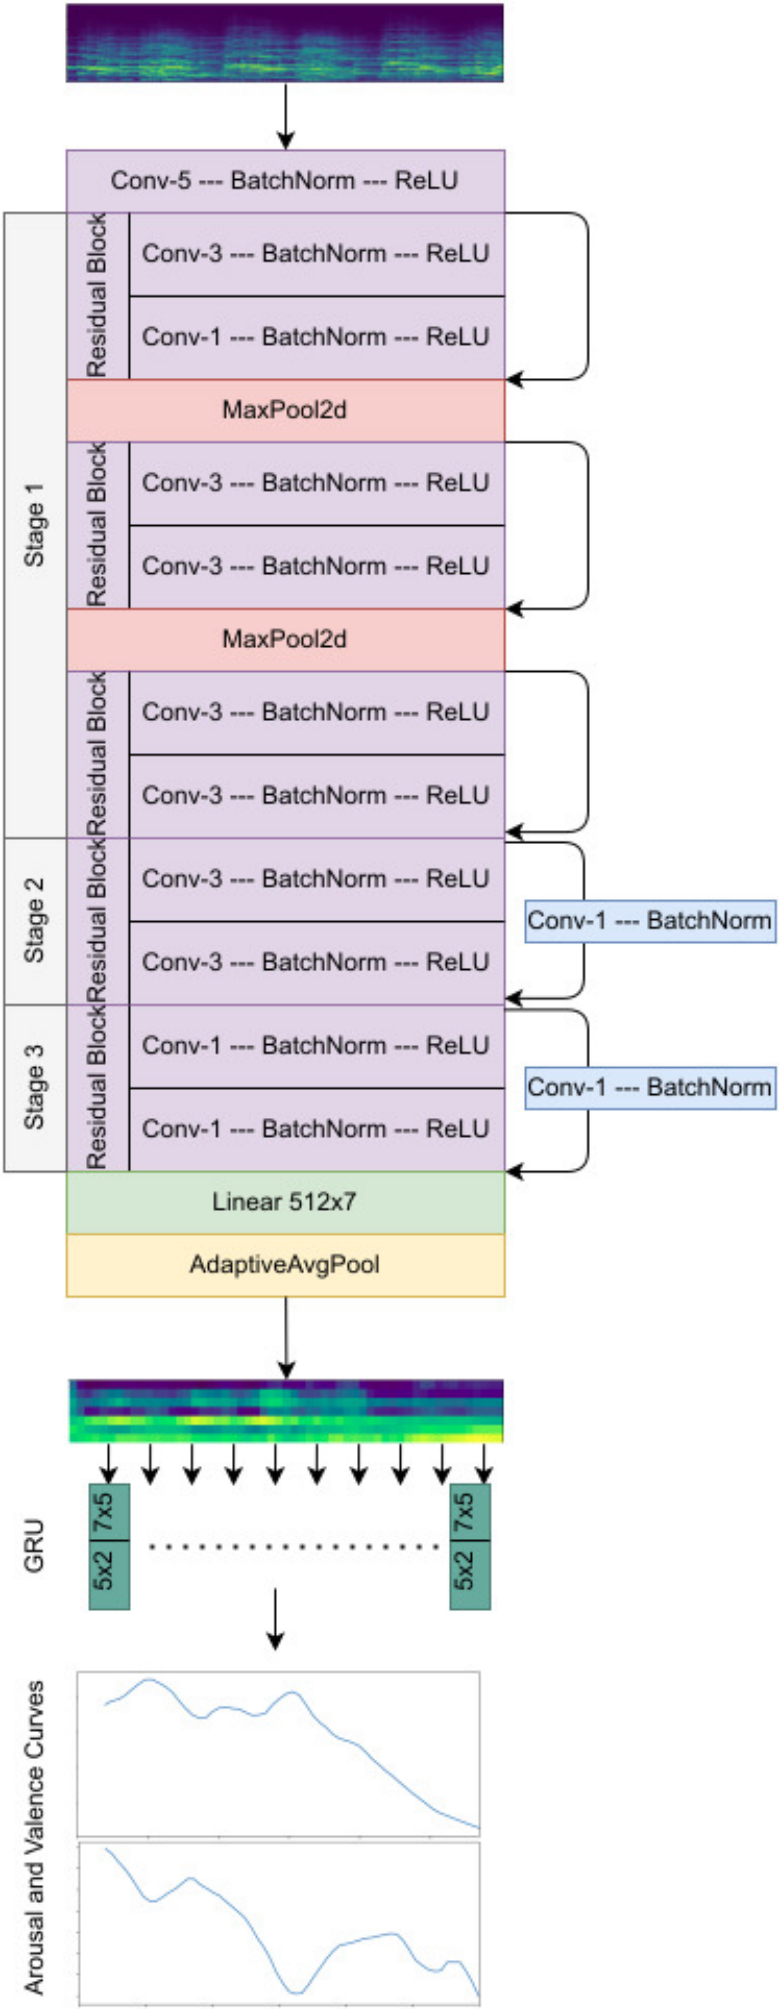 Conv-5 --- BatchNorm --- ReLU
Stage 1
Residual Block
Conv-3 --- BatchNorm --- ReLU
Conv-1 --- BatchNorm --- ReLU
MaxPool2d
Residual Block
Conv-3 --- BatchNorm --- ReLU
Conv-3 --- BatchNorm --- ReLU
MaxPool2d
Residual Block
Conv-3 --- BatchNorm --- ReLU
Conv-3 --- BatchNorm --- ReLU
Stage 2
Residual Block
Conv-3 --- BatchNorm --- ReLU
Conv-3 --- BatchNorm --- ReLU
Conv-1 --- BatchNorm
Stage 3
Residual Block
Conv-1 --- BatchNorm --- ReLU
Conv-1 --- BatchNorm --- ReLU
Conv-1 --- BatchNorm
Linear 512x7
AdaptiveAvgPool
GRU
5x2 7x5
5x2 7x5
Arousal and Valence Curves